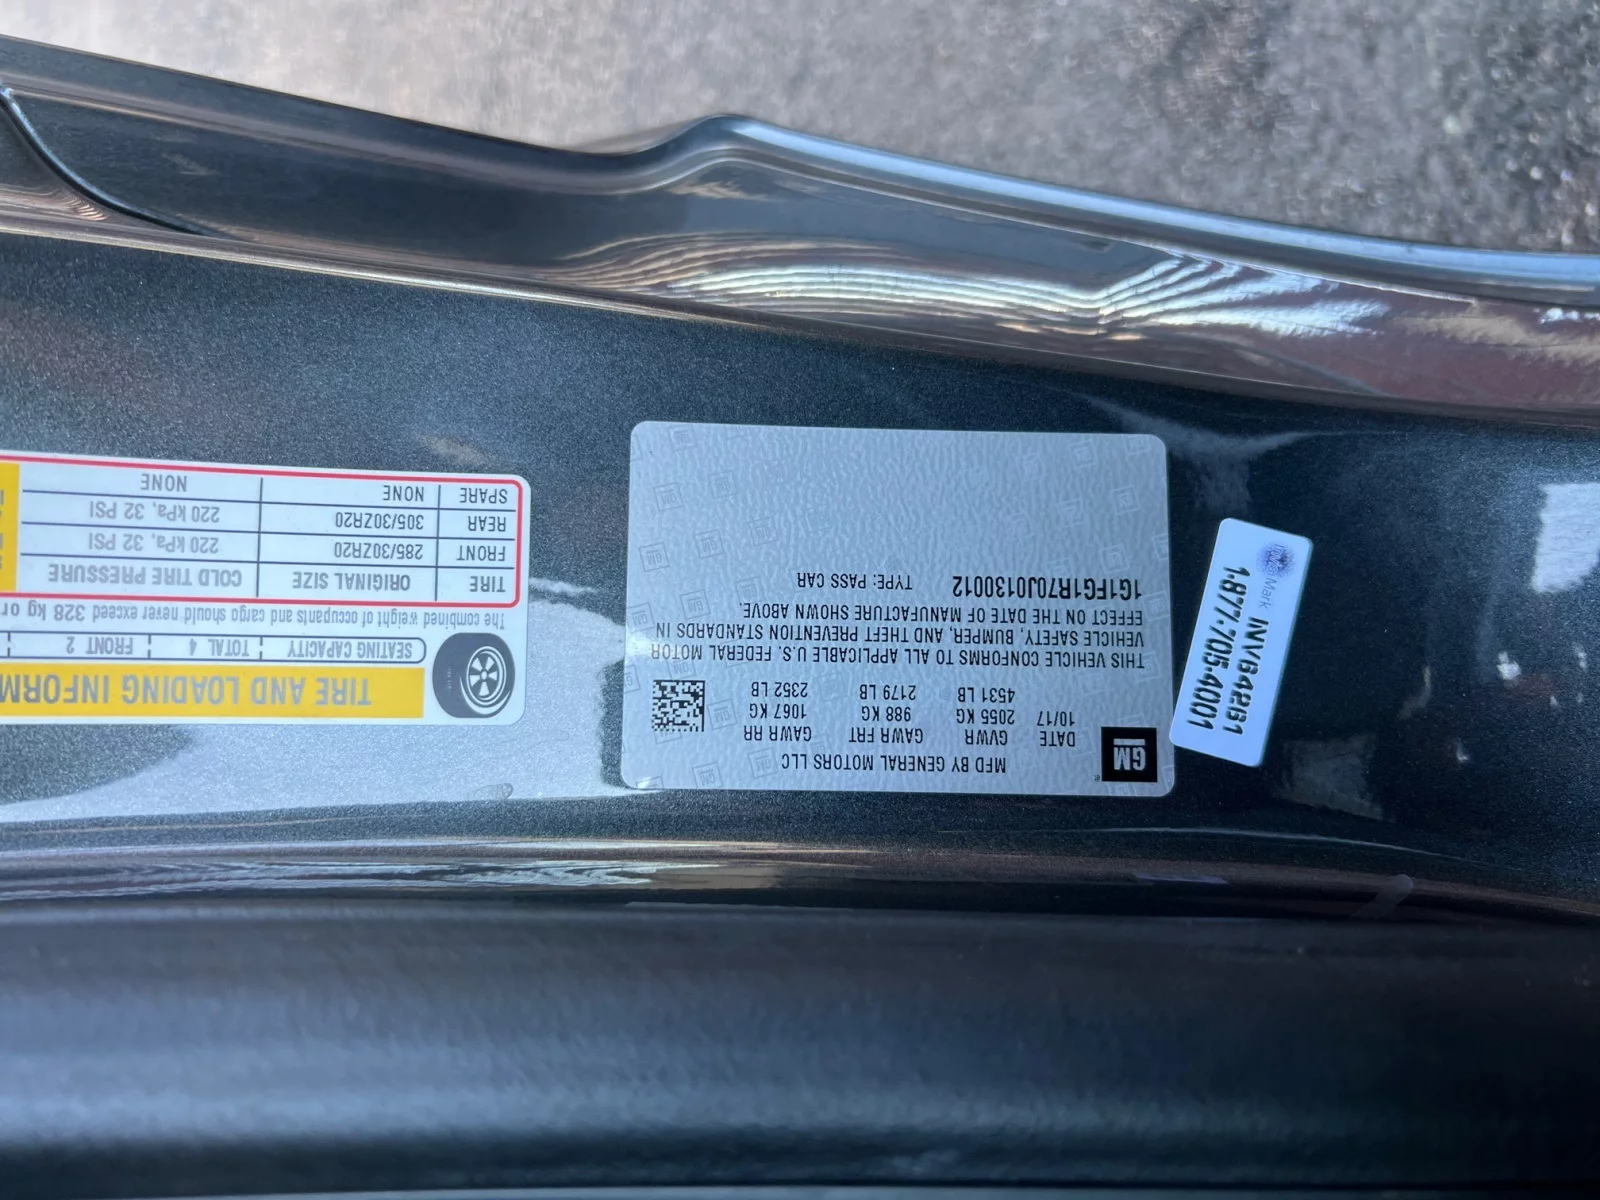 GM
MFD BY GENERAL MOTORS LLC
DATE GVWR GAWR FRT GAWR RR
10/17 2055 KG 988 KG 1067 KG
4531 LB 2179 LB 2352 LB
THIS VEHICLE CONFORMS TO ALL APPLICABLE U.S. FEDERAL MOTOR
VEHICLE SAFETY, BUMPER, AND THEFT PREVENTION STANDARDS IN
EFFECT ON THE DATE OF MANUFACTURE SHOWN ABOVE.
1G1FG1R70J0130012 TYPE: PASS CAR
TIRE AND LOADING INFORM
SEATING CAPACITY TOTAL 4 FRONT 2
The combined weight of occupants and cargo should never exceed 328 kg or
TIRE ORIGINAL SIZE COLD TIRE PRESSURE
FRONT 285/30ZR20 220 kPa, 32 PSI
REAR 305/30ZR20 220 kPa, 32 PSI
SPARE NONE NONE
Mark
INVB42B1
1.877.705.4001